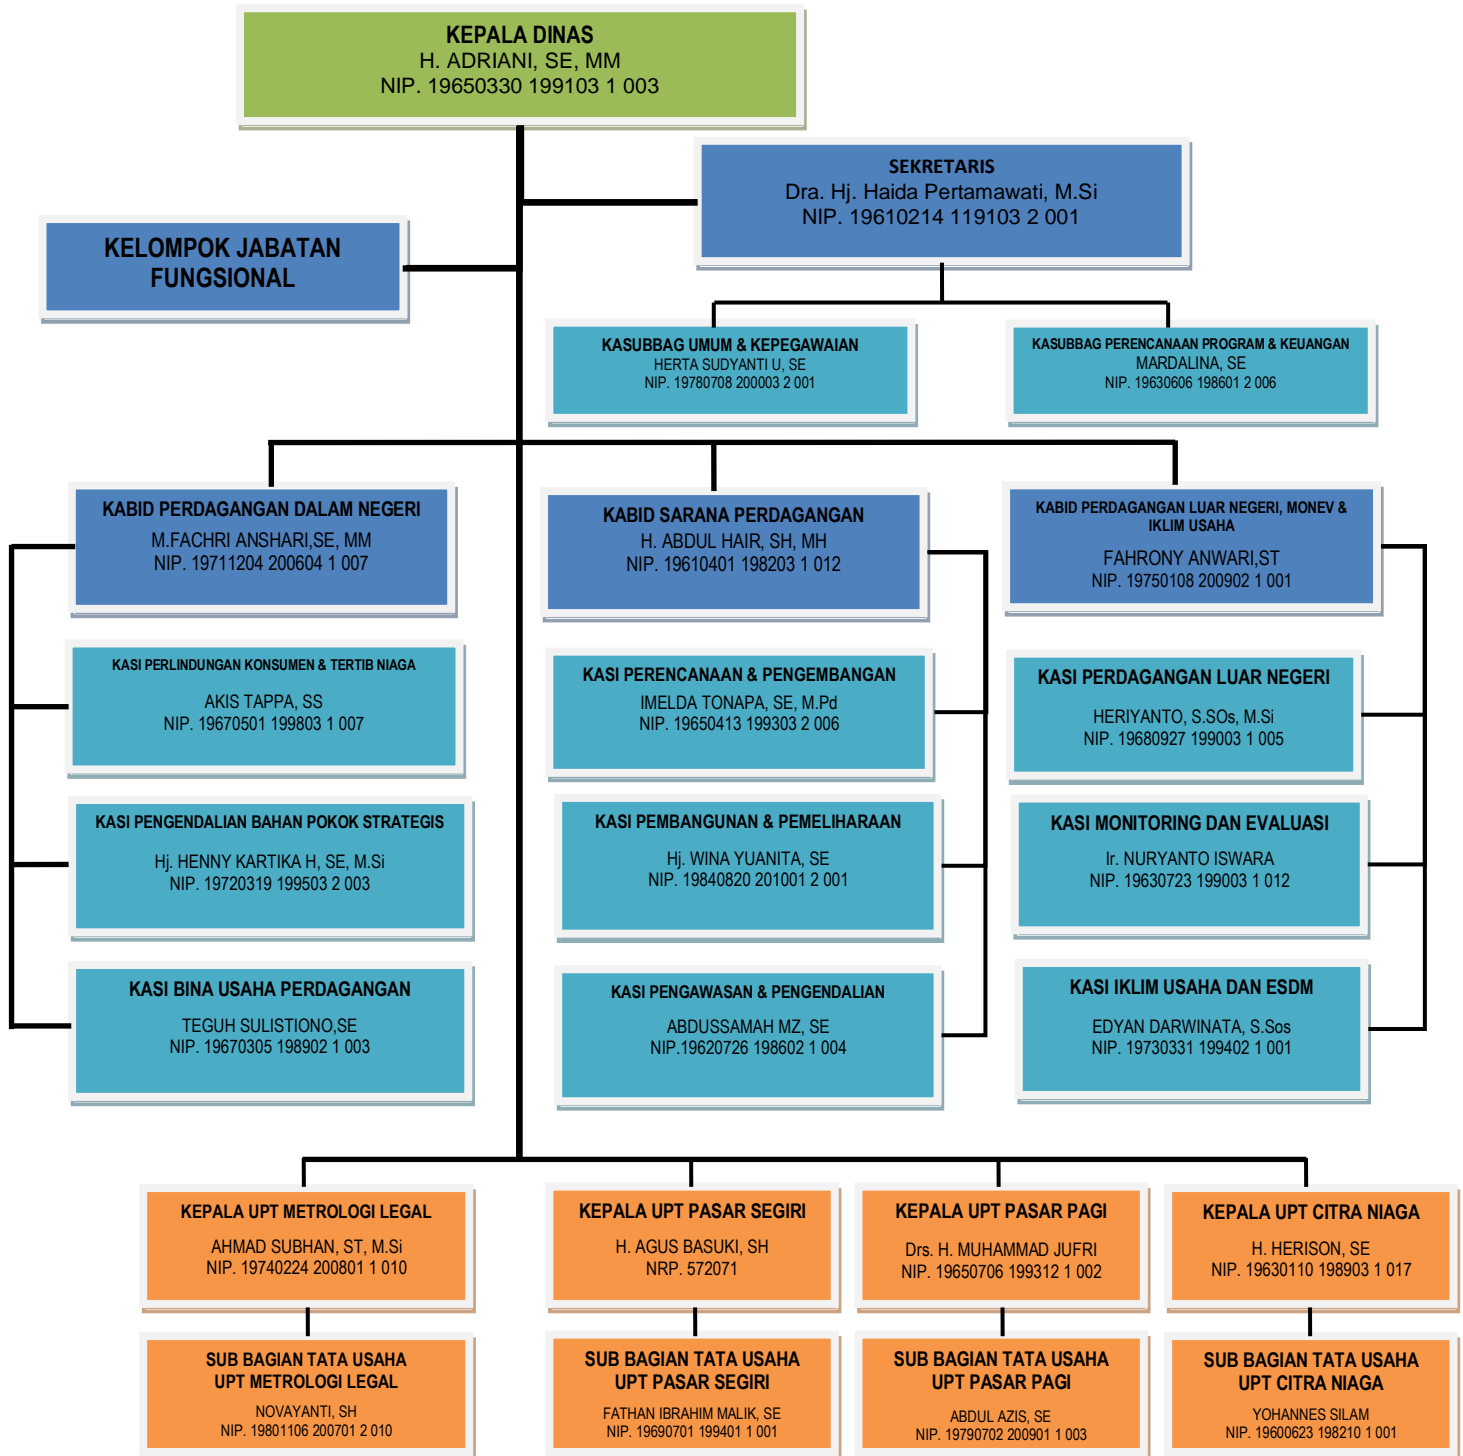 KEPALA DINAS
H. ADRIANI, SE, MM
NIP. 19650330 199103 1 003
SEKRETARIS
Dra. Hj. Haida Pertamawati, M.Si
NIP. 19610214 119103 2 001
KELOMPOK JABATAN
FUNGSIONAL
KASUBBAG UMUM & KEPEGAWAIAN
HERTA SUDYANTI U, SE
NIP. 19780708 200003 2 001
KASUBBAG PERENCANAAN PROGRAM & KEUANGAN
MARDALINA, SE
NIP. 19630606 198601 2 006
KABID PERDAGANGAN DALAM NEGERI
M.FACHRI ANSHARI,SE, MM
NIP. 19711204 200604 1 007
KABID SARANA PERDAGANGAN
H. ABDUL HAIR, SH, MH
NIP. 19610401 198203 1 012
KABID PERDAGANGAN LUAR NEGERI, MONEV &
IKLIM USAHA
FAHRONY ANWARI,ST
NIP. 19750108 200902 1 001
KASI PERLINDUNGAN KONSUMEN & TERTIB NIAGA
AKIS TAPPA, SS
NIP. 19670501 199803 1 007
KASI PERENCANAAN & PENGEMBANGAN
IMELDA TONAPA, SE, M.Pd
NIP. 19650413 199303 2 006
KASI PERDAGANGAN LUAR NEGERI
HERIYANTO, S.SOs, M.Si
NIP. 19680927 199003 1 005
KASI PENGENDALIAN BAHAN POKOK STRATEGIS
Hj. HENNY KARTIKA H, SE, M.Si
NIP. 19720319 199503 2 003
KASI PEMBANGUNAN & PEMELIHARAAN
Hj. WINA YUANITA, SE
NIP. 19840820 201001 2 001
KASI MONITORING DAN EVALUASI
Ir. NURYANTO ISWARA
NIP. 19630723 199003 1 012
KASI BINA USAHA PERDAGANGAN
TEGUH SULISTIONO,SE
NIP. 19670305 198902 1 003
KASI PENGAWASAN & PENGENDALIAN
ABDUSSAMAH MZ, SE
NIP.19620726 198602 1 004
KASI IKLIM USAHA DAN ESDM
EDYAN DARWINATA, S.Sos
NIP. 19730331 199402 1 001
KEPALA UPT METROLOGI LEGAL
AHMAD SUBHAN, ST, M.Si
NIP. 19740224 200801 1 010
KEPALA UPT PASAR SEGIRI
H. AGUS BASUKI, SH
NRP. 572071
KEPALA UPT PASAR PAGI
Drs. H. MUHAMMAD JUFRI
NIP. 19650706 199312 1 002
KEPALA UPT CITRA NIAGA
H. HERISON, SE
NIP. 19630110 198903 1 017
SUB BAGIAN TATA USAHA
UPT METROLOGI LEGAL
NOVAYANTI, SH
NIP. 19801106 200701 2 010
SUB BAGIAN TATA USAHA
UPT PASAR SEGIRI
FATHAN IBRAHIM MALIK, SE
NIP. 19690701 199401 1 001
SUB BAGIAN TATA USAHA
UPT PASAR PAGI
ABDUL AZIS, SE
NIP. 19790702 200901 1 003
SUB BAGIAN TATA USAHA
UPT CITRA NIAGA
YOHANNES SILAM
NIP. 19600623 198210 1 001